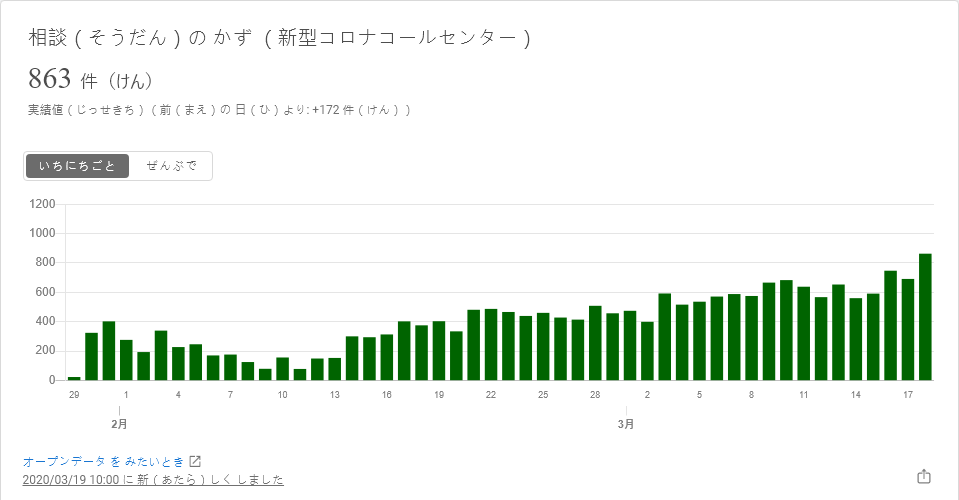 相談 ( そうだん ) の かず ( 新型コロナコールセンター )
863 件（けん）
実績値 ( じっせきち ) ( 前 ( まえ ) の 日 ( ひ ) より: +172 件 ( けん ) )
いちにちごと ぜんぶで
1200
1000
800
600
400
200
0
29 1 4 7 10 13 16 19 22 25 28 2 5 8 11 14 17
2月 3月
オープンデータ を みたいとき
2020/03/19 10:00 に 新 ( あたら ) しく しました